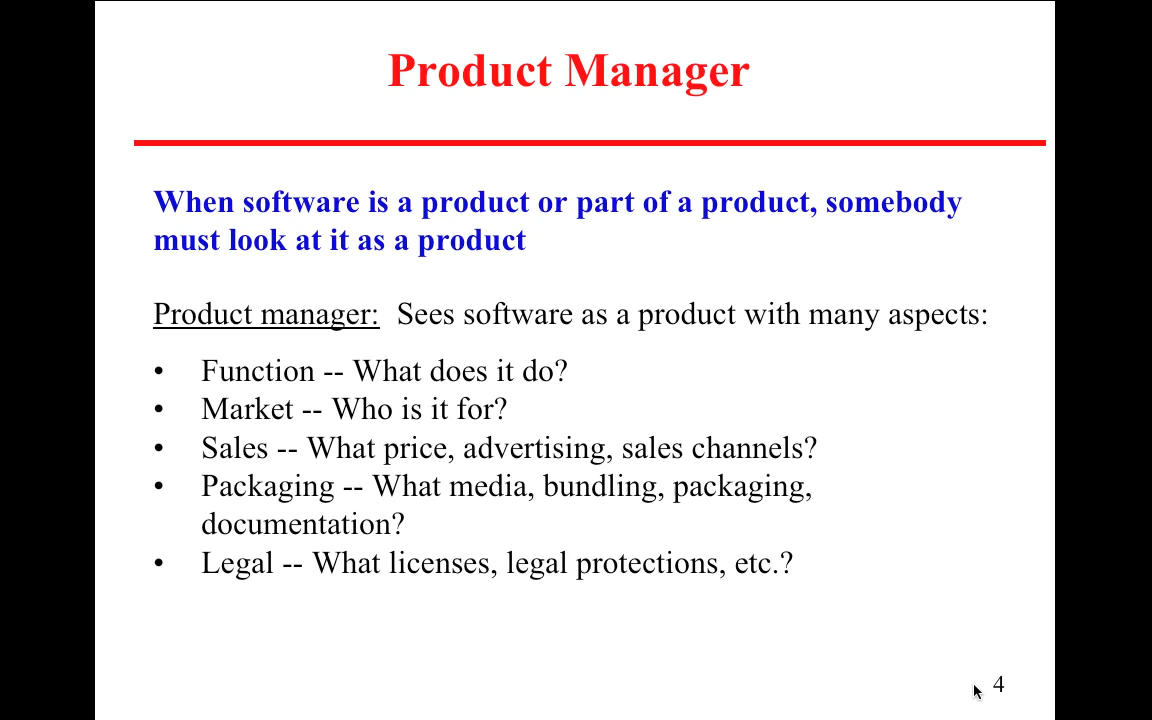 Product Manager
When software is a product or part of a product, somebody
must look at it as a product
Product manager: Sees software as a product with many aspects:
• Function -- What does it do?
• Market -- Who is it for?
• Sales -- What price, advertising, sales channels?
• Packaging -- What media, bundling, packaging,
documentation?
• Legal -- What licenses, legal protections, etc.?
4